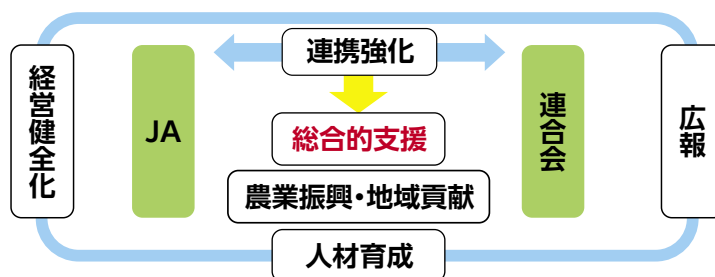 連携強化
経営健全化
JA
総合的支援
連合会
広報
農業振興・地域貢献
人材育成